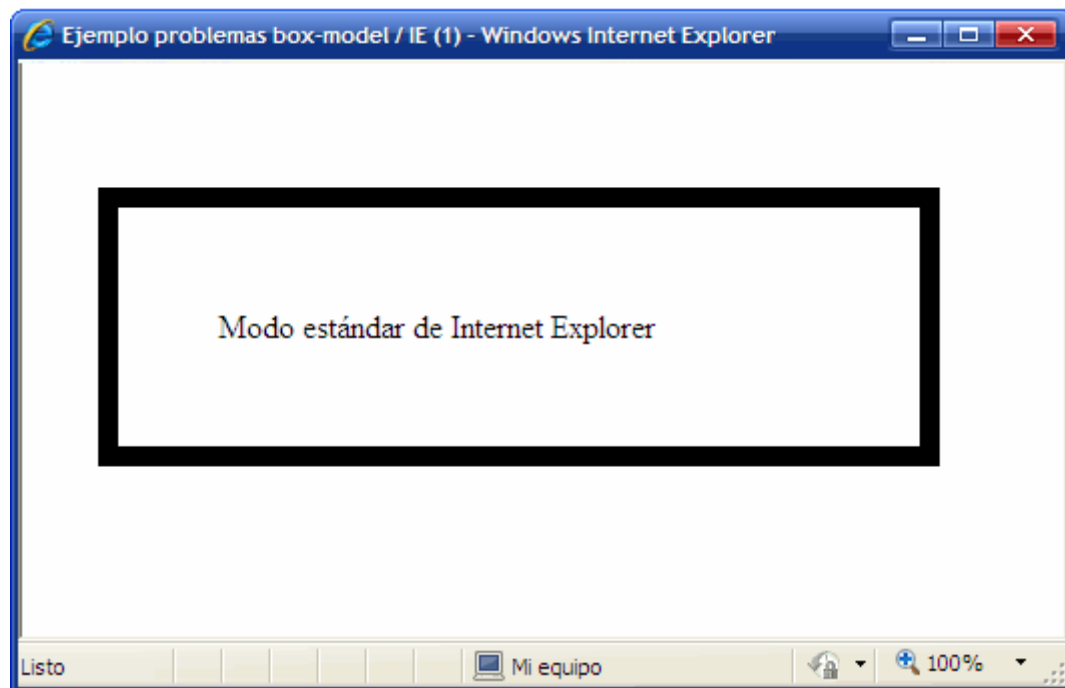 Ejemplo problemas box-model / IE (1) - Windows Internet Explorer
Modo estándar de Internet Explorer
Listo
Mi equipo
100%